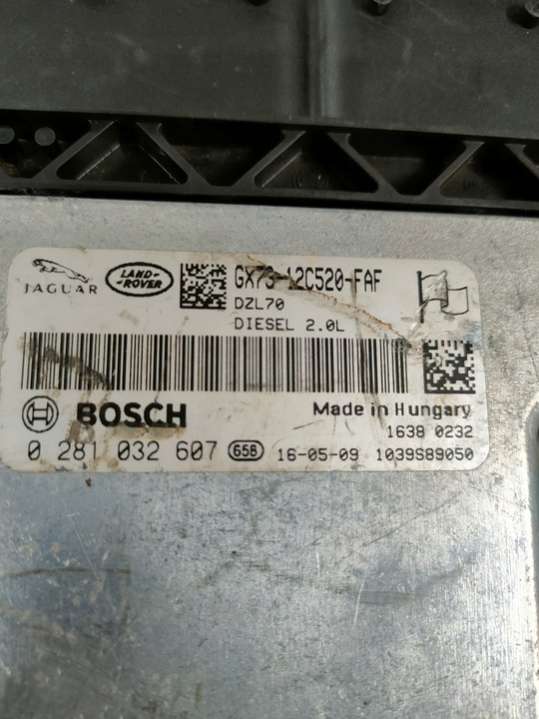 JAGUAR
LAND-
-ROVER
GX73-12C520-FAF
DZL70
DIESEL 2.0L
BOSCH
Made in Hungary
1638 0232
0 281 032 607 658 16-05-09 1039S89050